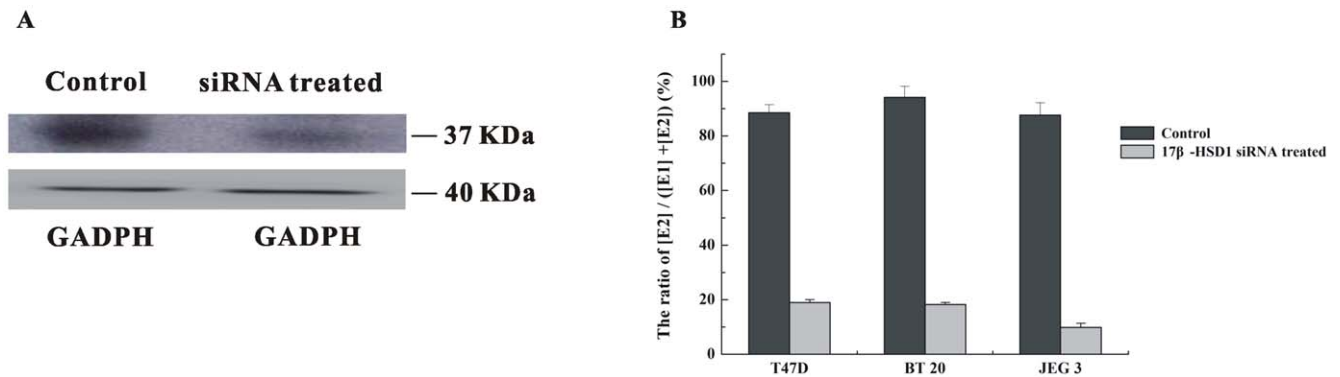 A
Control siRNA treated
37 KDa
40 KDa
GADPH GADPH
B
The ratio of [E2] / ([E1] +[E2]) (%)
100
80
60
40
20
0
T47D BT 20 JEG 3
Control
17β -HSD1 siRNA treated